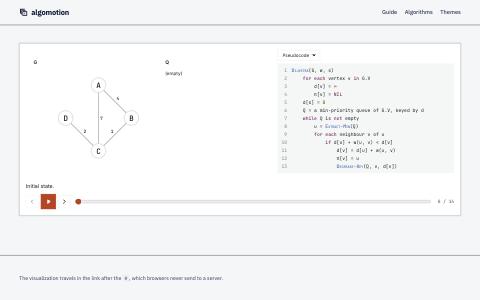 algomotion
Guide Algorithms Themes
G
Q
(empty)
A
D
B
C
7
2
Pseudocode
1 Dijkstra(G, w, s)
2 for each vertex v in G.V
3 d[v] = ∞
4 π[v] = NIL
5 d[s] = 0
6 Q = a min-priority queue of G.V, keyed by d
7 while Q is not empty
8 u = Extract-Min(Q)
9 for each neighbour v of u
10 if d[u] + w(u, v) < d[v]
11 d[v] = d[u] + w(u, v)
12 π[v] = u
13 Decrease-Key(Q, v, d[v])
Initial state.
0 / 14
The visualization travels in the link after the #, which browsers never send to a server.